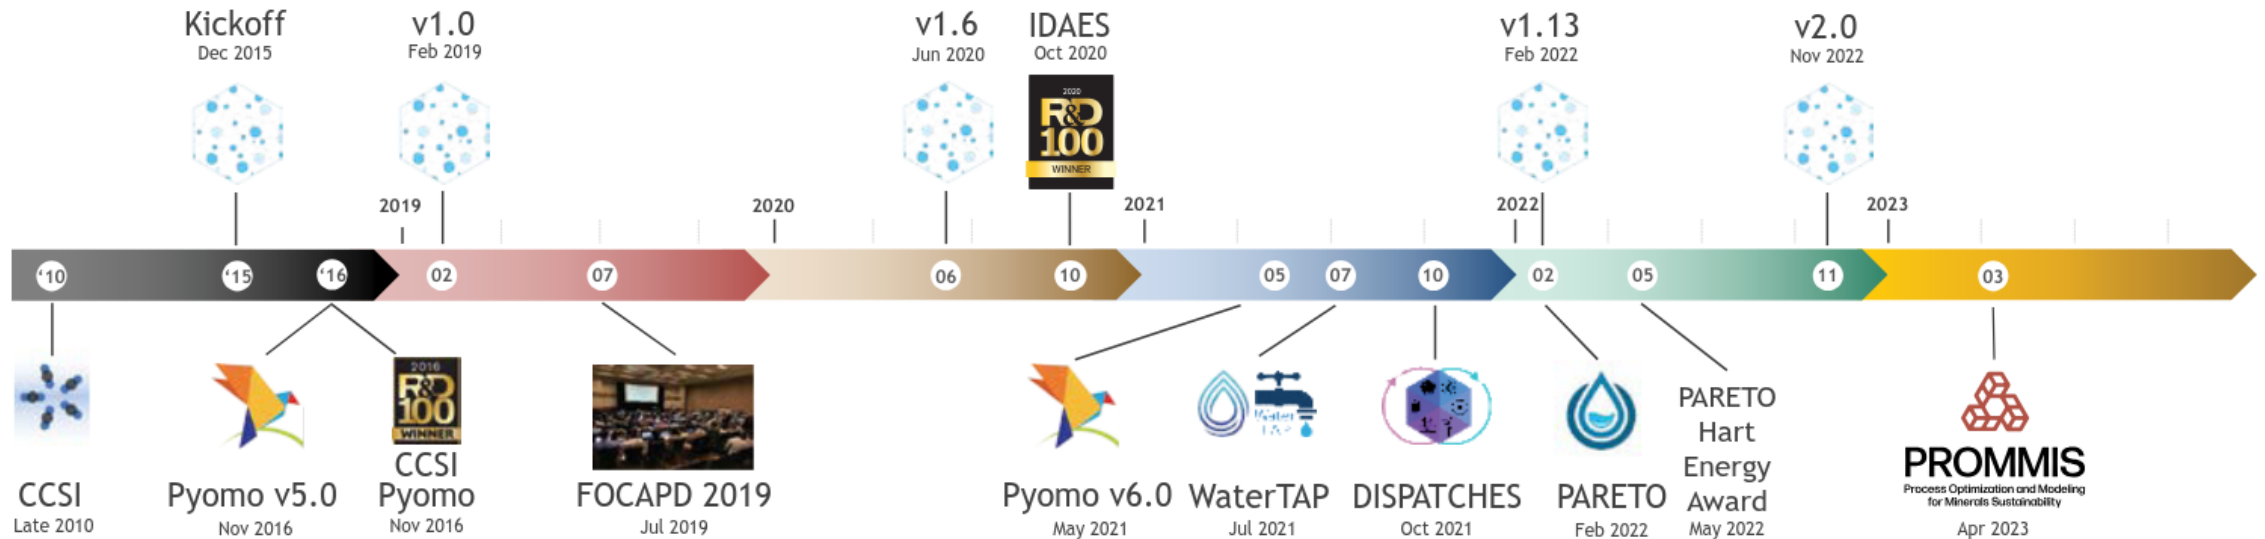 Kickoff
Dec 2015
v1.0
Feb 2019
v1.6
Jun 2020
IDAES
Oct 2020
2020
R&D
100
WINNER
v1.13
Feb 2022
v2.0
Nov 2022
2019
2020
2021
2022
2023
‘10
‘15
‘16
02
07
06
10
05
07
10
02
05
11
03
CCSI
Late 2010
Pyomo v5.0
Nov 2016
2016
R&D
100
WINNER
CCSI
Pyomo
Nov 2016
FOCAPD 2019
Jul 2019
Pyomo v6.0
May 2021
Water
TAP
WaterTAP
Jul 2021
DISPATCHES
Oct 2021
PARETO
Feb 2022
PARETO
Hart
Energy
Award
May 2022
PROMMIS
Process Optimization and Modeling
for Minerals Sustainability
Apr 2023